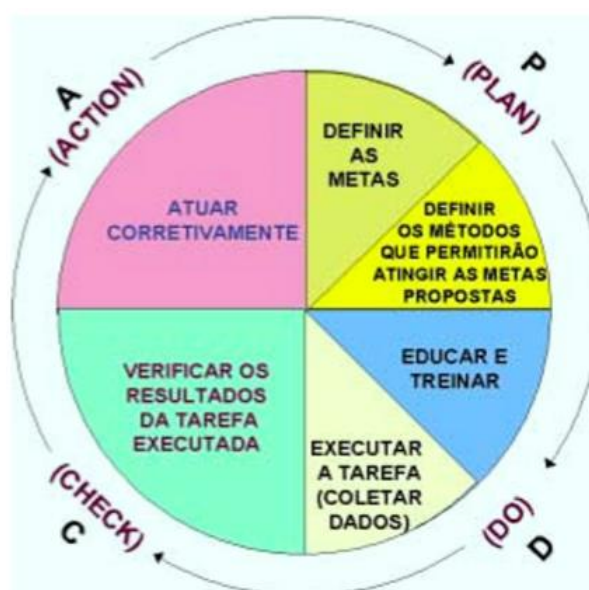 A
(ACTION)
P
(PLAN)
DEFINIR
AS
METAS
DEFINIR
OS MÉTODOS
QUE PERMITIRÃO
ATINGIR AS METAS
PROPOSTAS
EDUCAR E
TREINAR
EXECUTAR
A TAREFA
(COLETAR
DADOS)
(DO)
D
VERIFICAR OS
RESULTADOS
DA TAREFA
EXECUTADA
(CHECK)
C
ATUAR
CORRETIVAMENTE